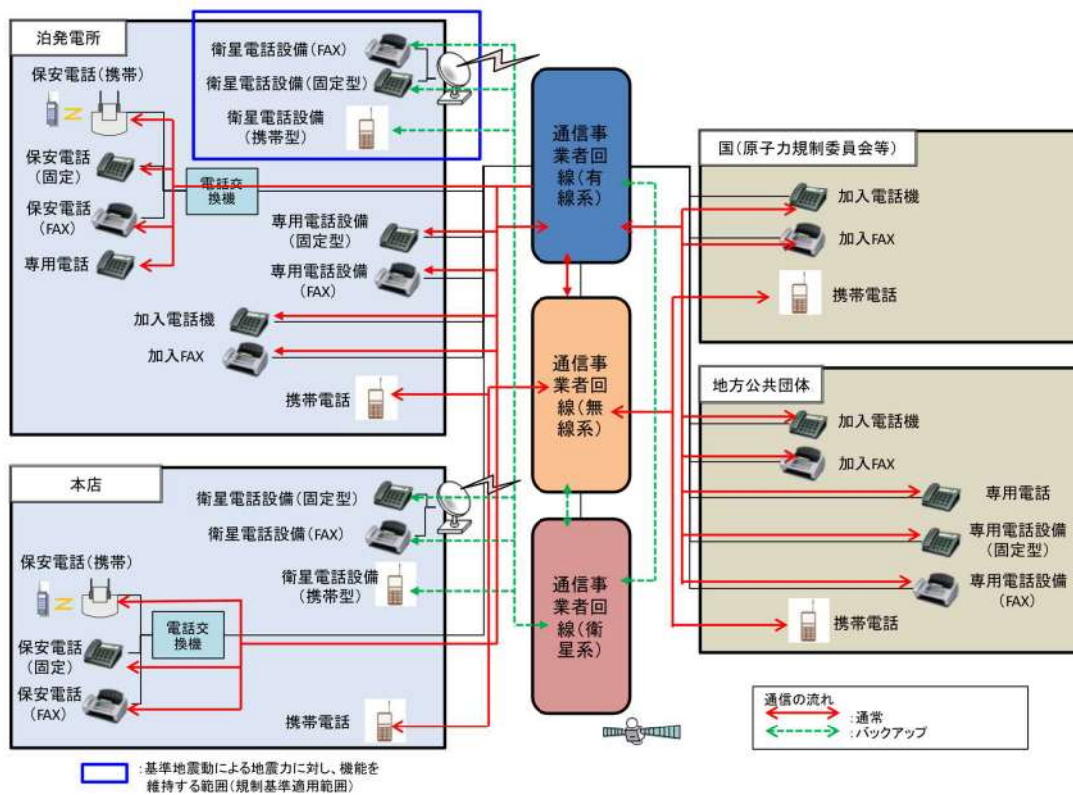 泊発電所
保安電話(携帯)
保安電話
(固定)
保安電話
(FAX)
専用電話
電話交
換機
衛星電話設備(FAX)
衛星電話設備(固定型)
衛星電話設備
(携帯型)
専用電話設備
(固定型)
専用電話設備
(FAX)
加入電話機
加入FAX
携帯電話
本店
衛星電話設備(固定型)
衛星電話設備(FAX)
衛星電話設備
(携帯型)
保安電話(携帯)
電話交
換機
保安電話
(固定)
保安電話
(FAX)
携帯電話
通信事
業者回
線(有
線系)
通信事
業者回
線(無
線系)
通信事
業者回
線(衛
星系)
国(原子力規制委員会等)
加入電話機
加入FAX
携帯電話
地方公共団体
加入電話機
加入FAX
専用電話
専用電話設備
(固定型)
専用電話設備
(FAX)
携帯電話
通信の流れ
:通常
:バックアップ
:基準地震動による地震力に対し、機能を
維持する範囲(規制基準適用範囲)